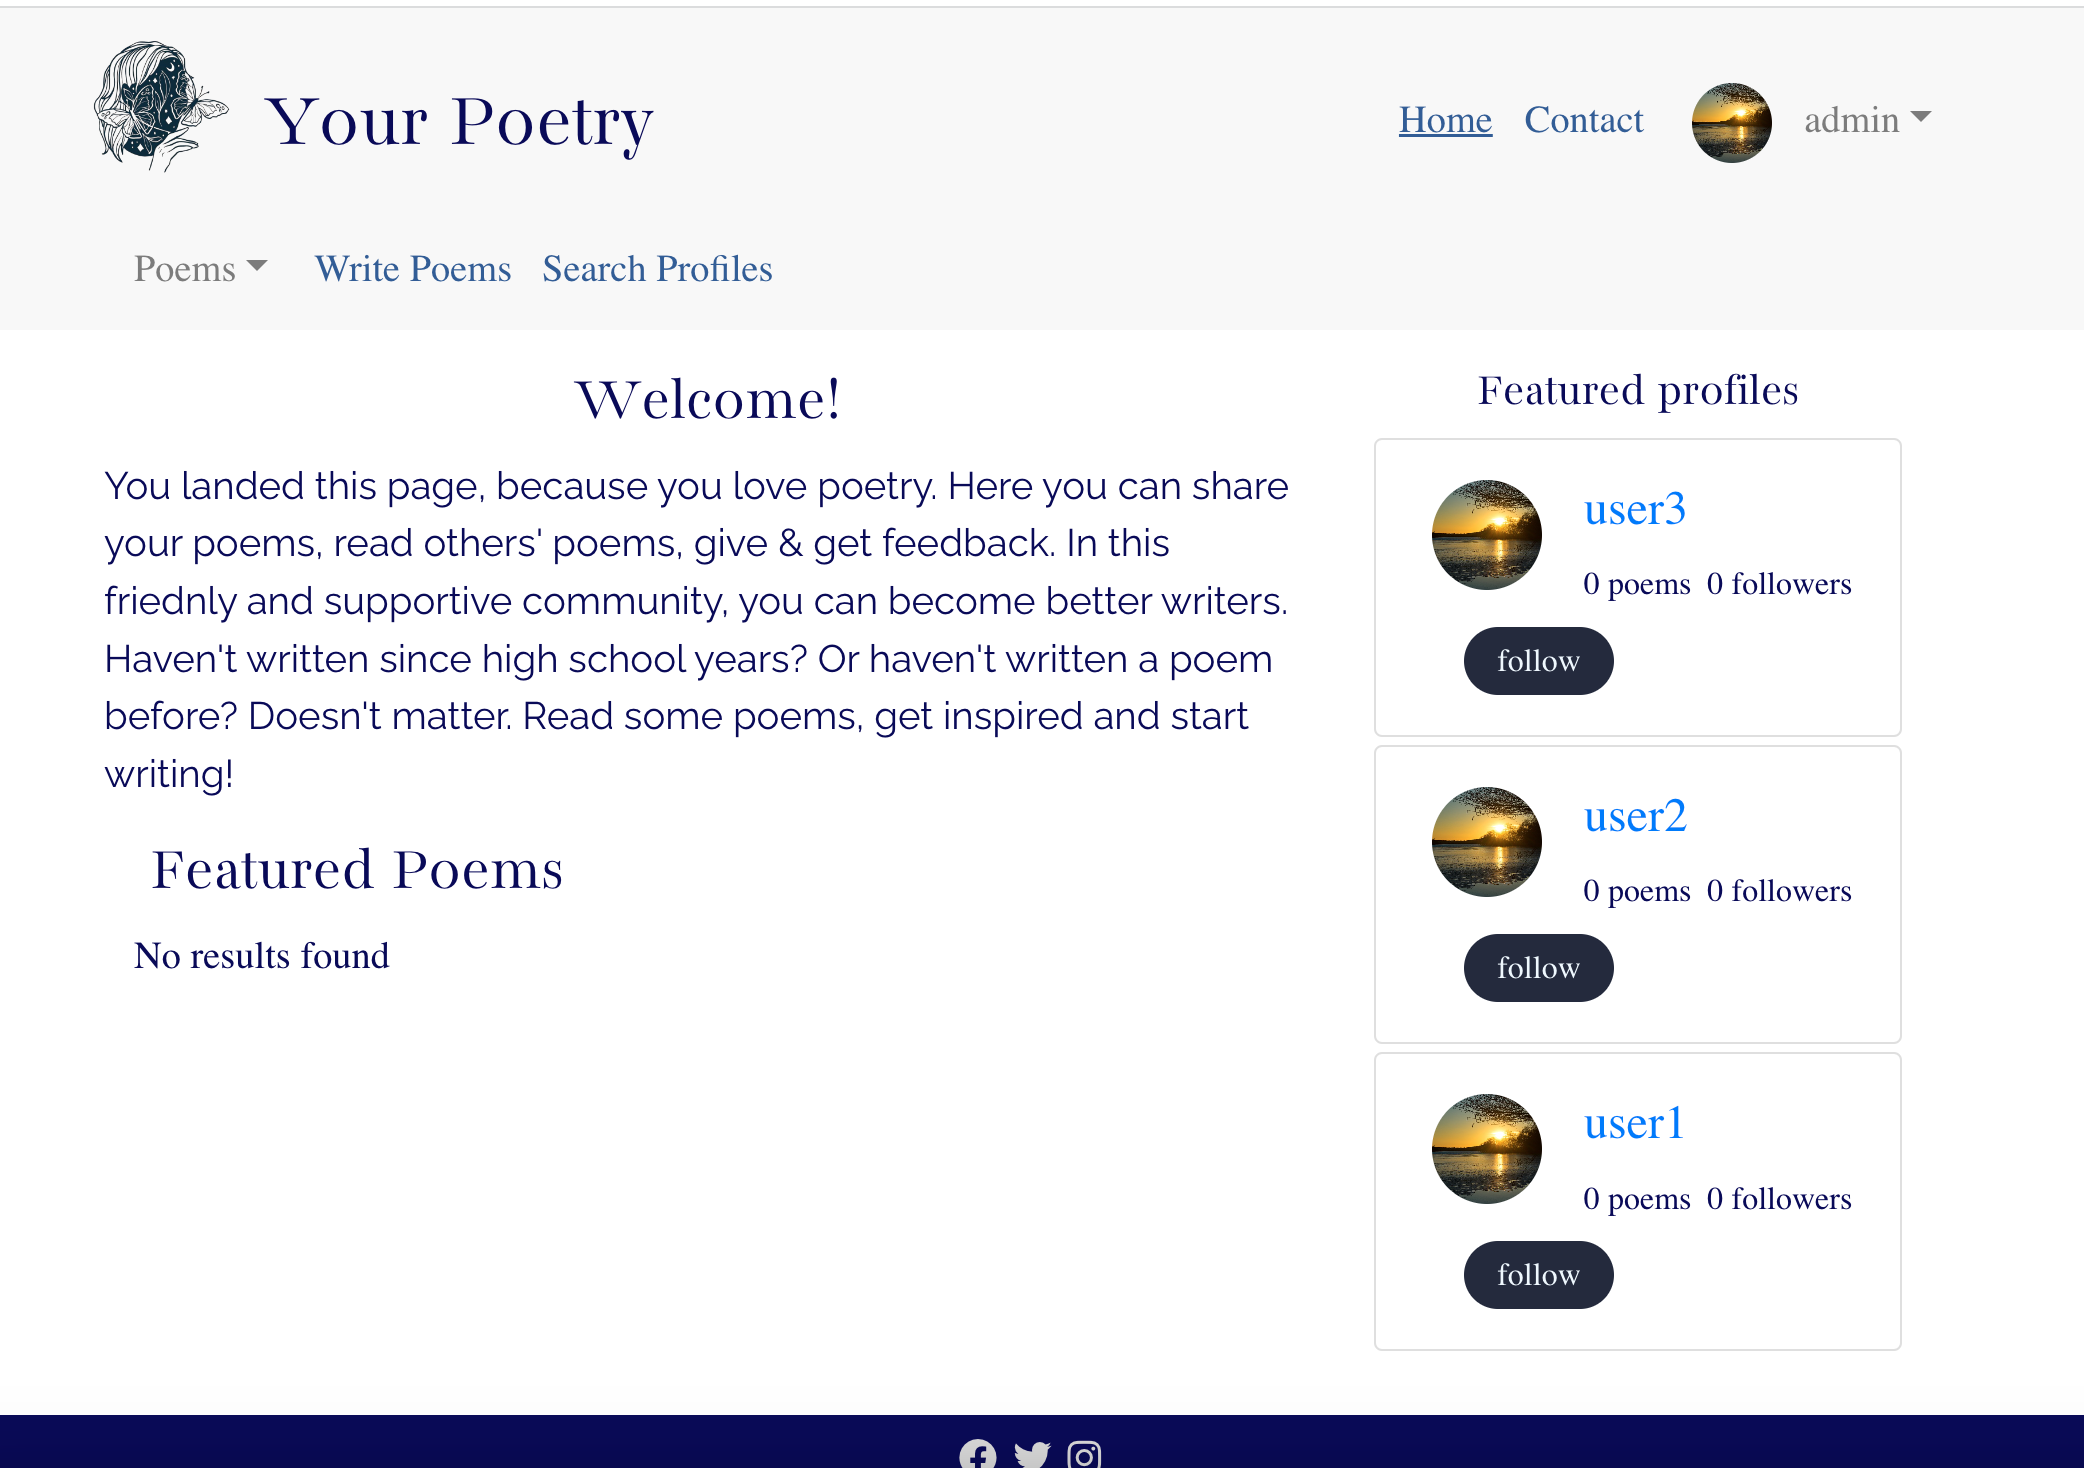 Your Poetry
Home Contact admin
Poems Write Poems Search Profiles
Welcome!
You landed this page, because you love poetry. Here you can share
your poems, read others' poems, give & get feedback. In this
friednly and supportive community, you can become better writers.
Haven't written since high school years? Or haven't written a poem
before? Doesn't matter. Read some poems, get inspired and start
writing!
Featured Poems
No results found
Featured profiles
user3
0 poems 0 followers
follow
user2
0 poems 0 followers
follow
user1
0 poems 0 followers
follow